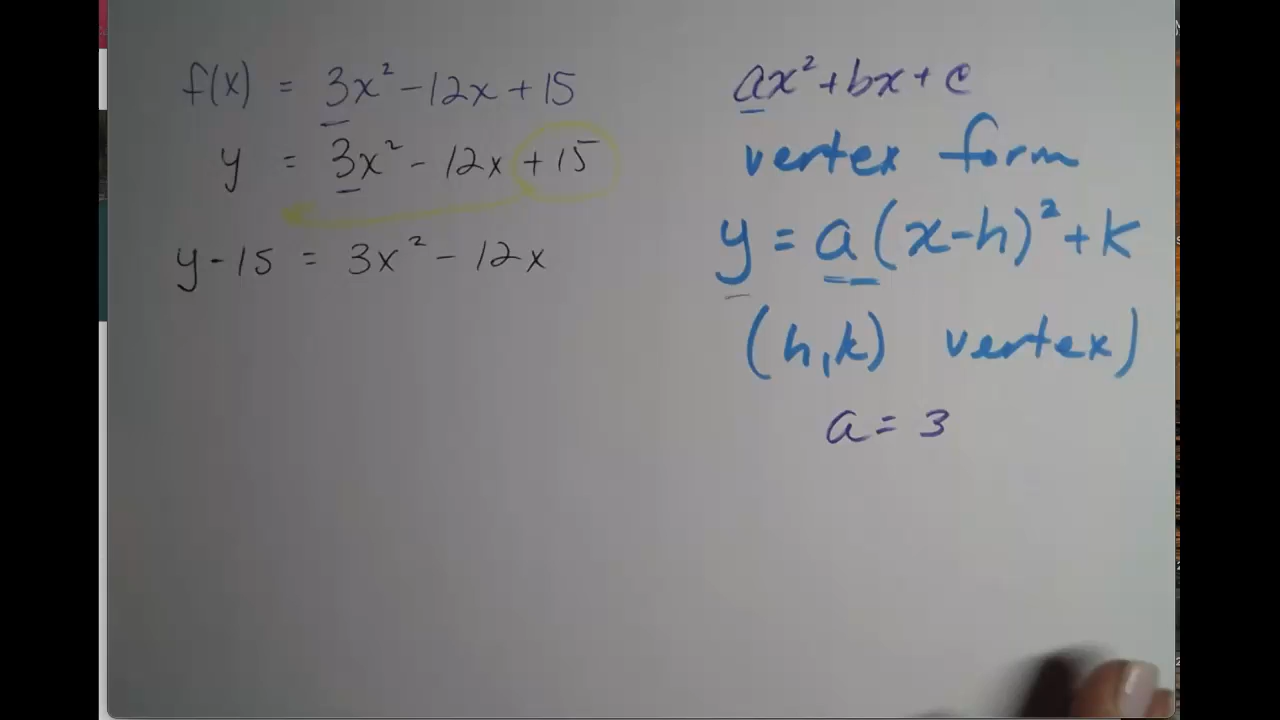 f(x) = 3x² - 12x + 15
y = 3x² - 12x + 15
y - 15 = 3x² - 12x
ax² + bx + c
vertex form
y = a(x-h)² + k
(h,k) vertex)
a = 3